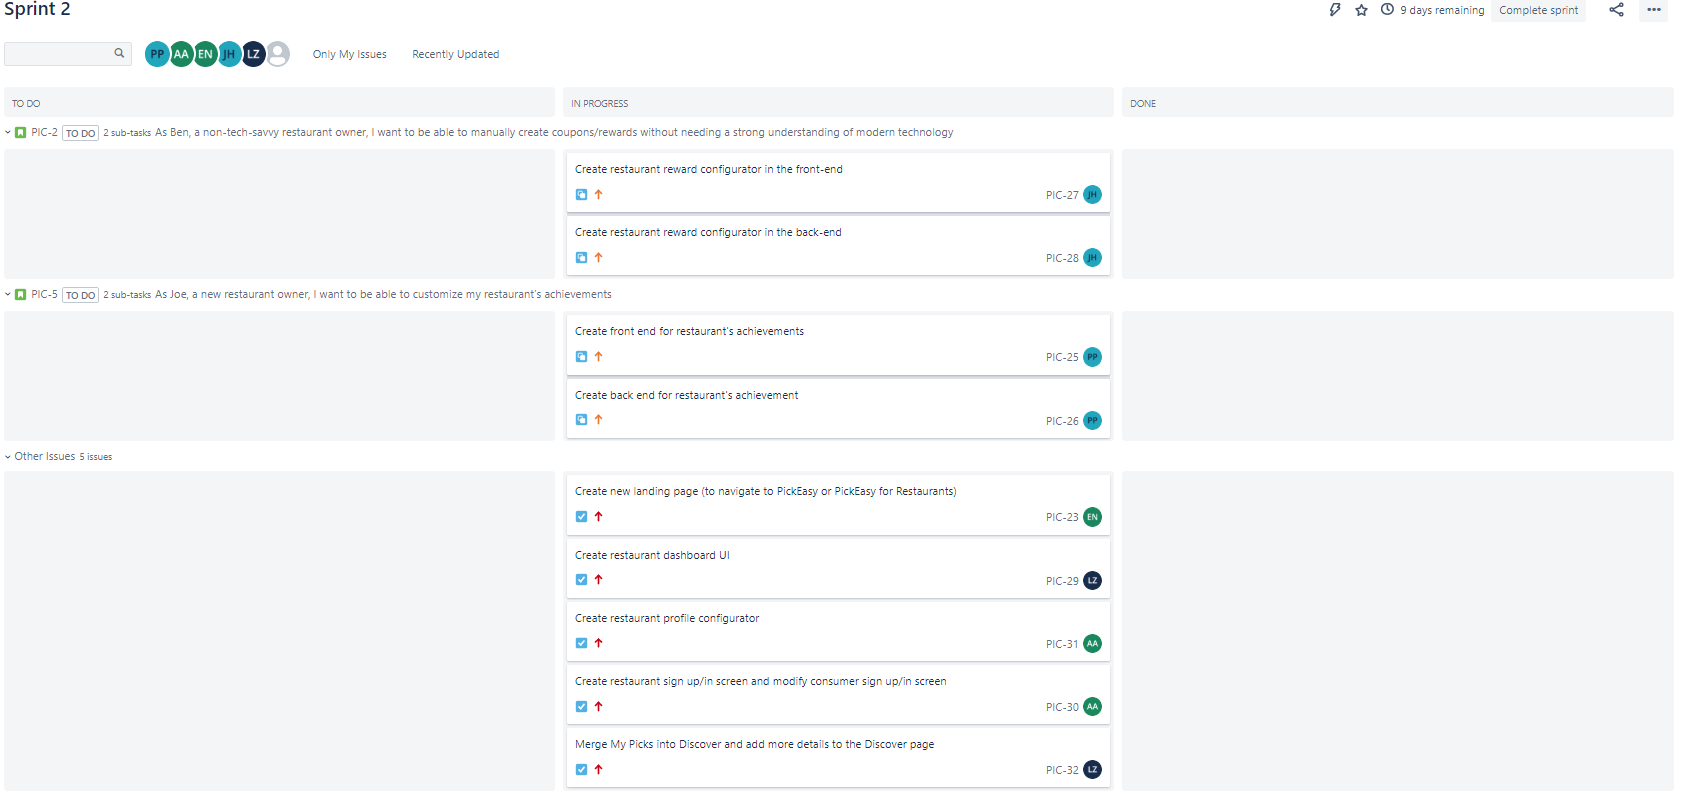 Sprint 2
9 days remaining
Complete sprint
PP AA EN JH LZ
Only My Issues
Recently Updated
TO DO
IN PROGRESS
DONE
PIC-2 TO DO 2 sub-tasks As Ben, a non-tech-savvy restaurant owner, I want to be able to manually create coupons/rewards without needing a strong understanding of modern technology
Create restaurant reward configurator in the front-end
PIC-27 JH
Create restaurant reward configurator in the back-end
PIC-28 JH
PIC-5 TO DO 2 sub-tasks As Joe, a new restaurant owner, I want to be able to customize my restaurant's achievements
Create front end for restaurant's achievements
PIC-25 PP
Create back end for restaurant's achievement
PIC-26 PP
Other Issues 5 issues
Create new landing page (to navigate to PickEasy or PickEasy for Restaurants)
PIC-23 EN
Create restaurant dashboard UI
PIC-29 LZ
Create restaurant profile configurator
PIC-31 AA
Create restaurant sign up/in screen and modify consumer sign up/in screen
PIC-30 AA
Merge My Picks into Discover and add more details to the Discover page
PIC-32 LZ